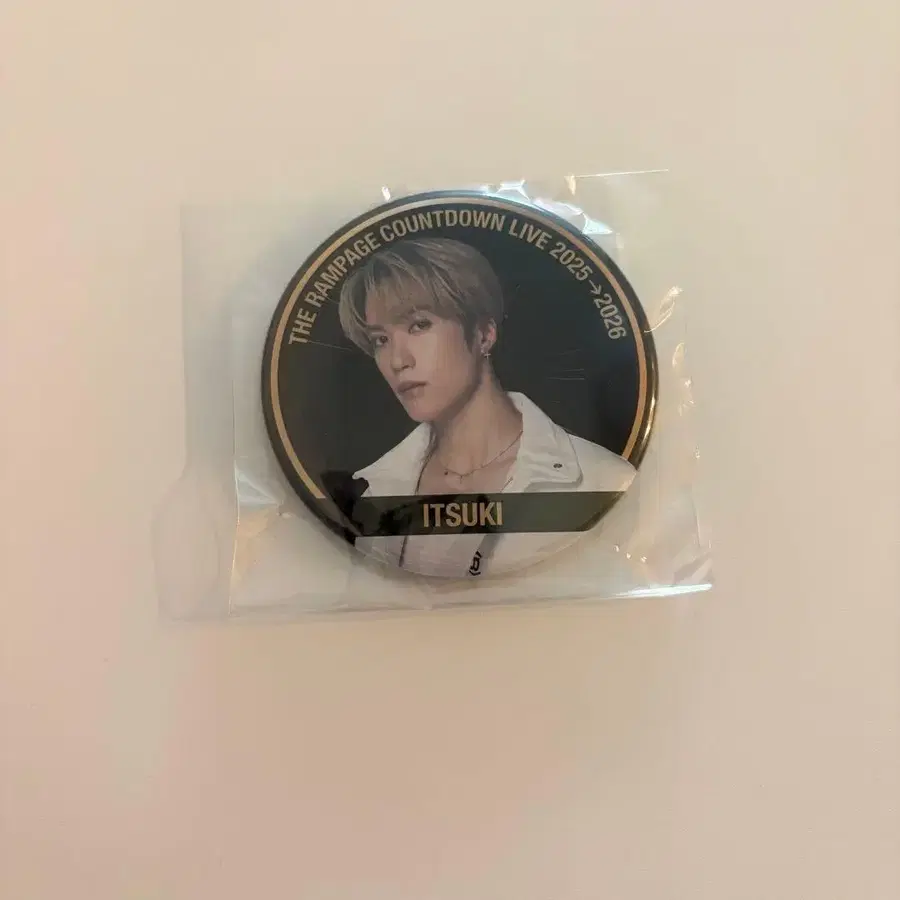 THE RAMPAGE COUNTDOWN LIVE 2025→2026
ITSUKI